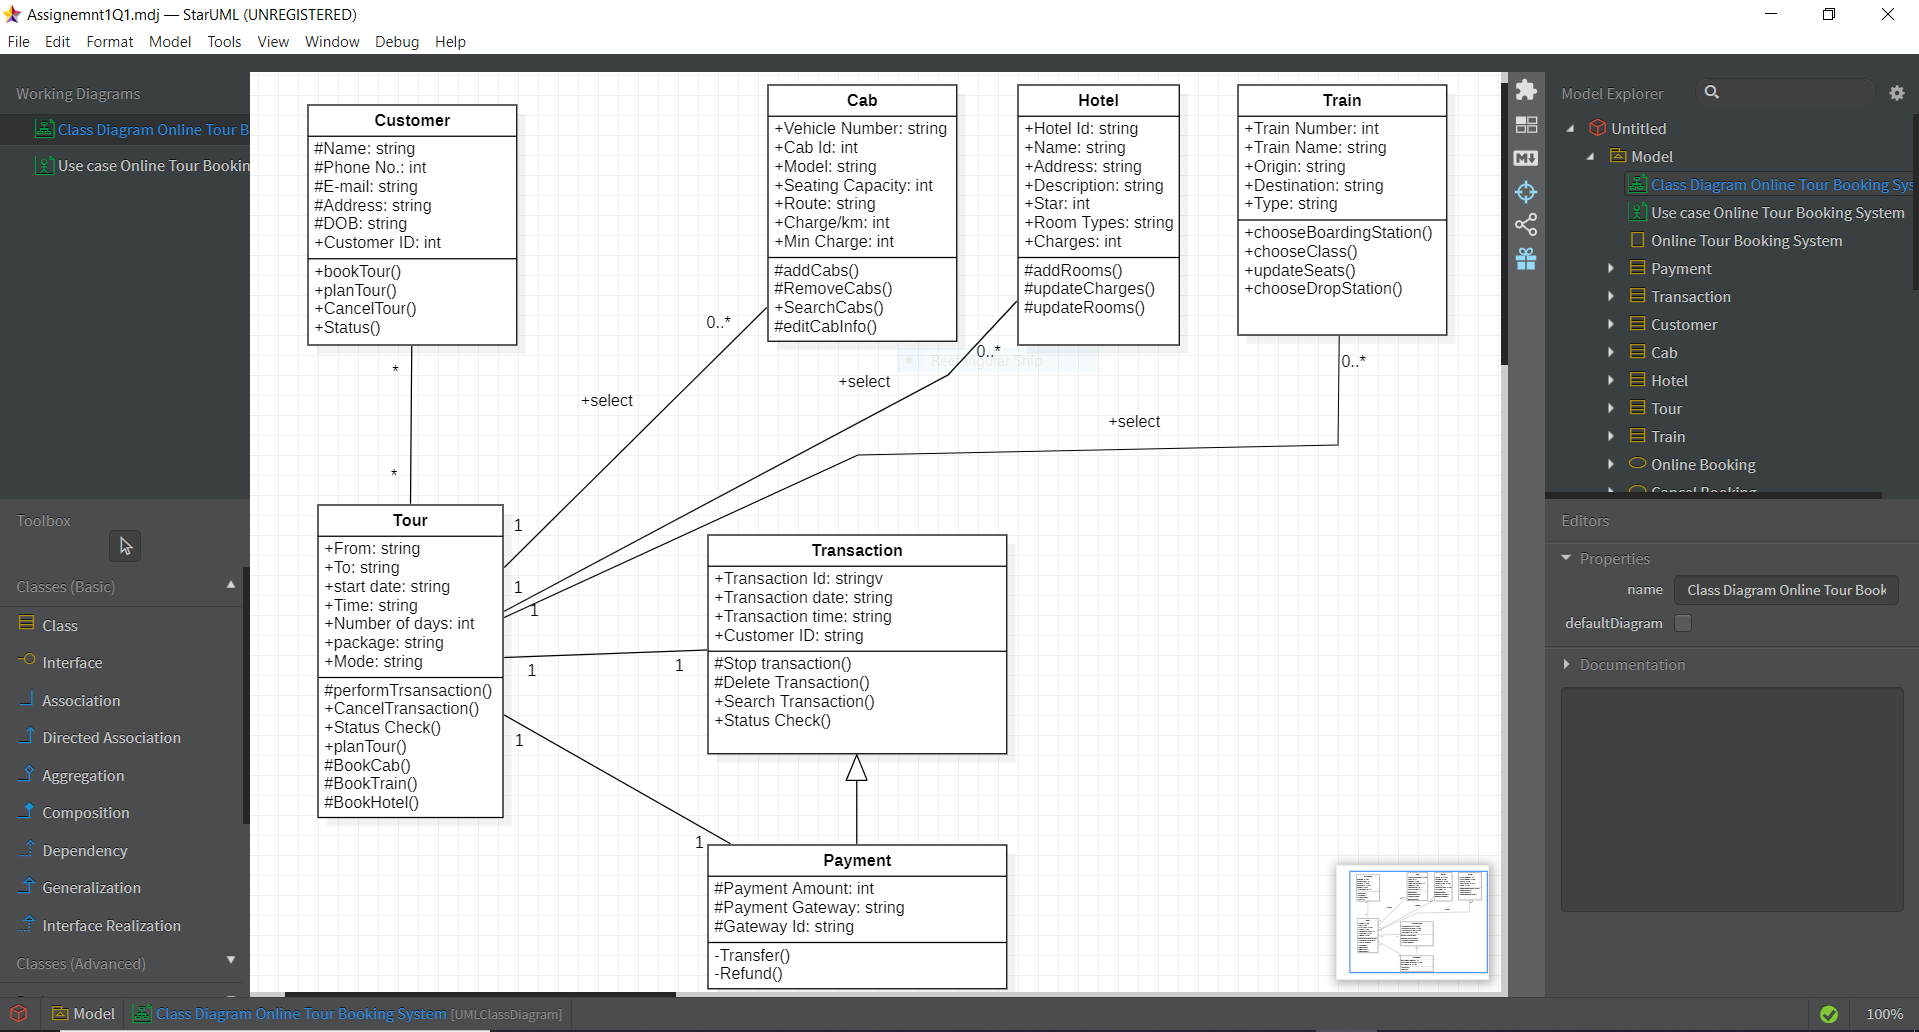 Assignemnt1Q1.mdj — StarUML (UNREGISTERED)
File Edit Format Model Tools View Window Debug Help
Working Diagrams
Class Diagram Online Tour B
Use case Online Tour Bookin
Toolbox
Classes (Basic)
Class
Interface
Association
Directed Association
Aggregation
Composition
Dependency
Generalization
Interface Realization
Classes (Advanced)
Customer
#Name: string
#Phone No.: int
#E-mail: string
#Address: string
#DOB: string
+Customer ID: int
+bookTour()
+planTour()
+CancelTour()
+Status()
Cab
+Vehicle Number: string
+Cab Id: int
+Model: string
+Seating Capacity: int
+Route: string
+Charge/km: int
+Min Charge: int
#addCabs()
#RemoveCabs()
+SearchCabs()
#editCabInfo()
Hotel
+Hotel Id: string
+Name: string
+Address: string
+Description: string
+Star: int
+Room Types: string
+Charges: int
#addRooms()
#updateCharges()
#updateRooms()
Train
+Train Number: int
+Train Name: string
+Origin: string
+Destination: string
+Type: string
+chooseBoardingStation()
+chooseClass()
+updateSeats()
+chooseDropStation()
0..*
0..*
Rectangular Snip
0..*
*
+select
+select
+select
*
1
1
1
1
1
1
1
Tour
+From: string
+To: string
+start date: string
+Time: string
+Number of days: int
+package: string
+Mode: string
#performTrsansaction()
+CancelTransaction()
+Status Check()
+planTour()
#BookCab()
#BookTrain()
#BookHotel()
Transaction
+Transaction Id: stringv
+Transaction date: string
+Transaction time: string
+Customer ID: string
#Stop transaction()
#Delete Transaction()
+Search Transaction()
+Status Check()
Payment
#Payment Amount: int
#Payment Gateway: string
#Gateway Id: string
-Transfer()
-Refund()
Model Explorer
Untitled
Model
Class Diagram Online Tour Booking Sys
Use case Online Tour Booking System
Online Tour Booking System
Payment
Transaction
Customer
Cab
Hotel
Tour
Train
Online Booking
Cancel Booking
Editors
Properties
name Class Diagram Online Tour Book
defaultDiagram
Documentation
Model Class Diagram Online Tour Booking System [UMLClassDiagram]
100%